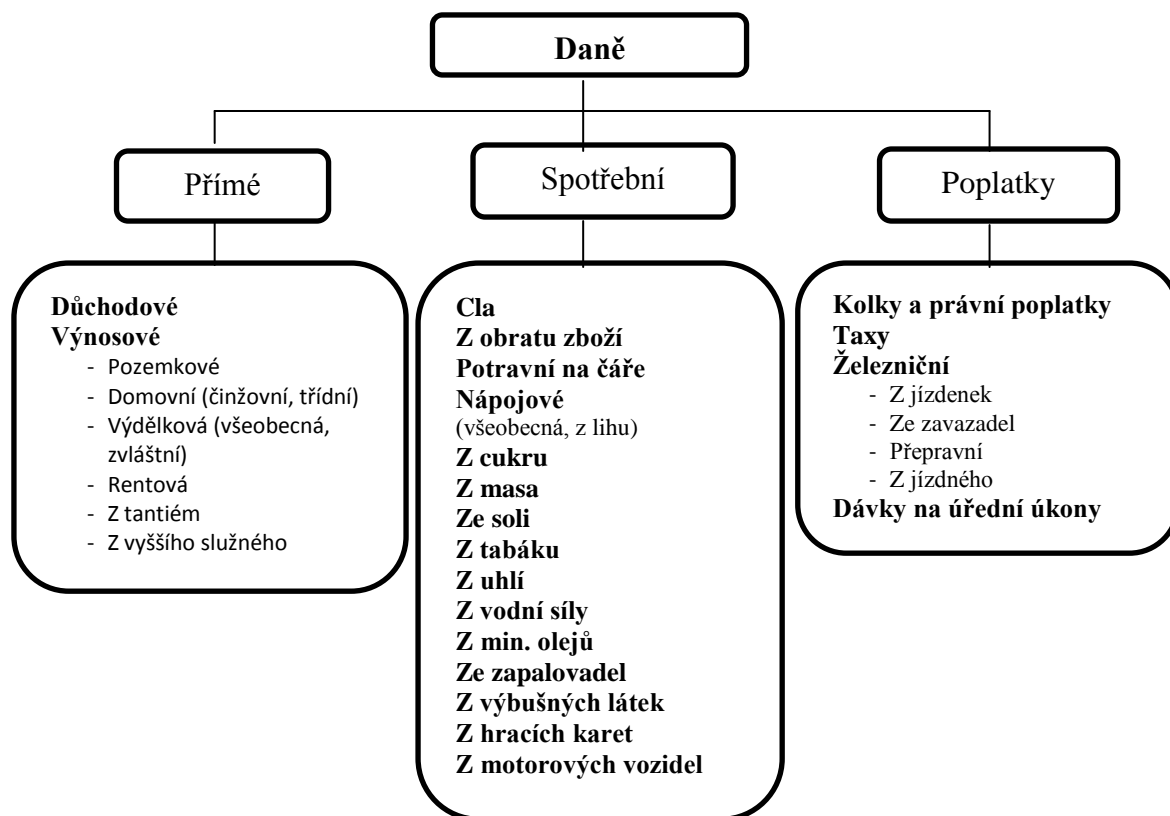 Daně
Přímé
Spotřební
Poplatky
Důchodové
Výnosové
- Pozemkové
- Domovní (činžovní, třídní)
- Výdělková (všeobecná,
zvláštní)
- Rentová
- Z tantiém
- Z vyššího služného
Cla
Z obratu zboží
Potravní na čáře
Nápojové
(všeobecná, z lihu)
Z cukru
Z masa
Ze soli
Z tabáku
Z uhlí
Z vodní síly
Z min. olejů
Ze zapalovadel
Z výbušných látek
Z hracích karet
Z motorových vozidel
Kolky a právní poplatky
Taxy
Železniční
- Z jízdenek
- Ze zavazadel
- Přepravní
- Z jízdného
Dávky na úřední úkony